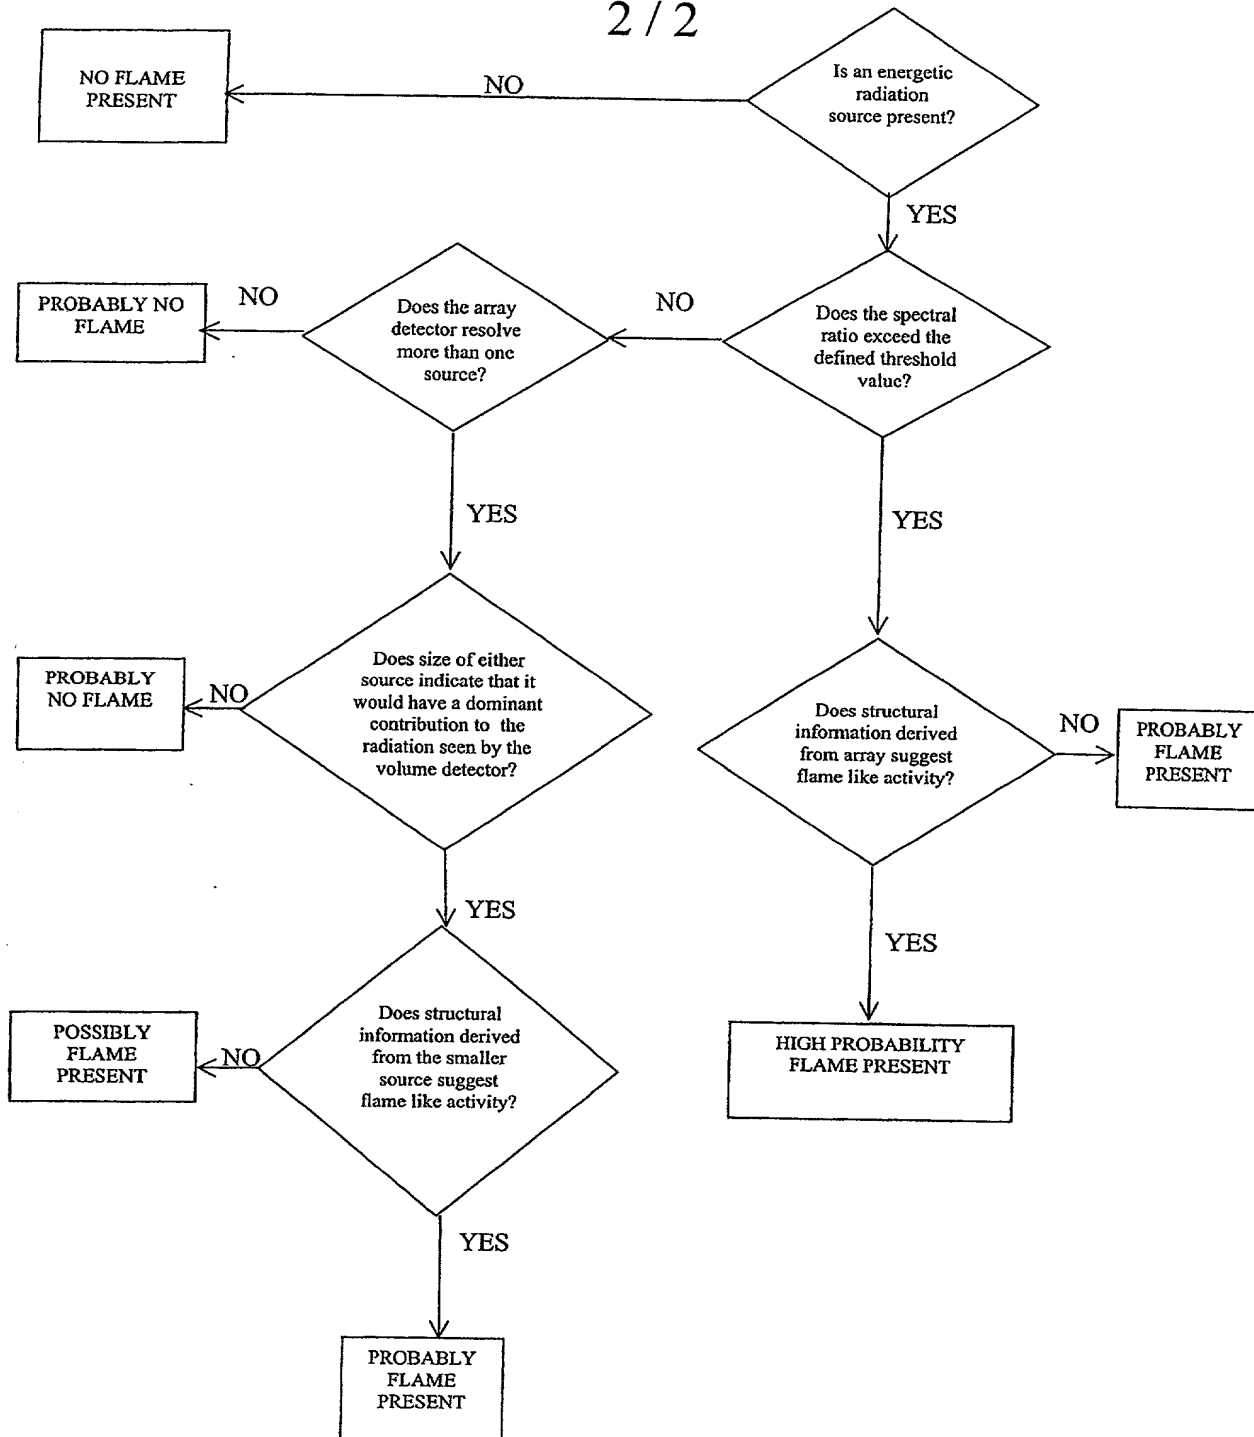 2 / 2
NO FLAME
PRESENT
NO
Is an energetic
radiation
source present?
YES
PROBABLY NO
FLAME
NO
Does the array
detector resolve
more than one
source?
NO
Does the spectral
ratio exceed the
defined threshold
value?
YES
YES
PROBABLY
NO FLAME
NO
Does size of either
source indicate that it
would have a dominant
contribution to the
radiation seen by the
volume detector?
Does structural
information derived
from array suggest
flame like activity?
NO
PROBABLY
FLAME
PRESENT
YES
YES
POSSIBLY
FLAME
PRESENT
NO
Does structural
information derived
from the smaller
source suggest
flame like activity?
HIGH PROBABILITY
FLAME PRESENT
YES
PROBABLY
FLAME
PRESENT